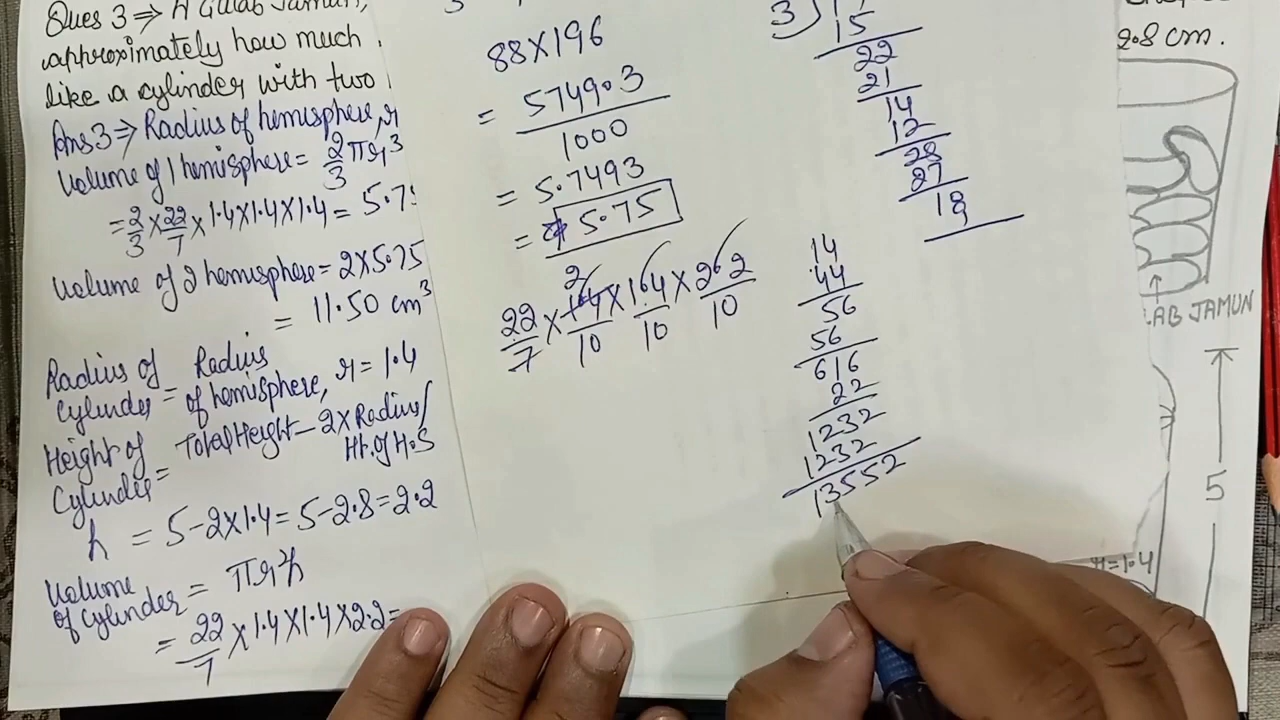 Ques 3 ⇒ A Gulab Jamun,
approximately how much
like a cylinder with two
Ans 3 ⇒ Radius of hemisphere, r
Volume of 1 hemisphere = 2/3 πr³
= 2/3 × 22/7 × 1.4 × 1.4 × 1.4 = 5.75
Volume of 2 hemisphere = 2 × 5.75
= 11.50 cm³
Radius of Cylinder = Radius of hemisphere, r = 1.4
Height of Cylinder = Total Height - 2 × Radius/Ht. of H.S
h = 5 - 2 × 1.4 = 5 - 2.8 = 2.2
Volume of Cylinder = πr²h
= 22/7 × 1.4 × 1.4 × 2.2 =
88 × 196
= 5749.3/1000
= 5.7493
= 5.75
2
22/7 × 1.4/10 × 1.4/10 × 2.2/10
3) 17
15
22
21
14
12
28
27
18
14
44
56
56
616
22
1232
1232
13552
2.8 cm.
LAB JAMUN
5
r = 1.4